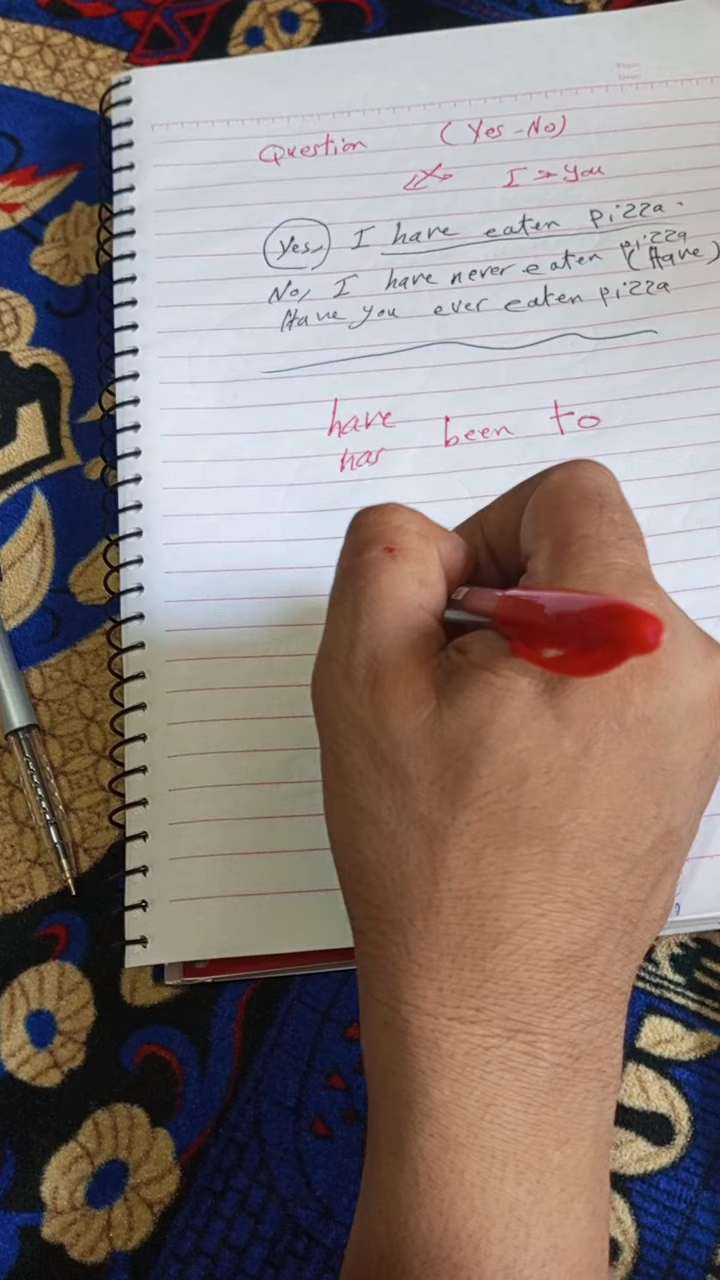 Question (Yes-No)
I → You
Yes, I have eaten pizza.
No, I have never eaten pizza (Have)
Have you ever eaten pizza
have been to
has